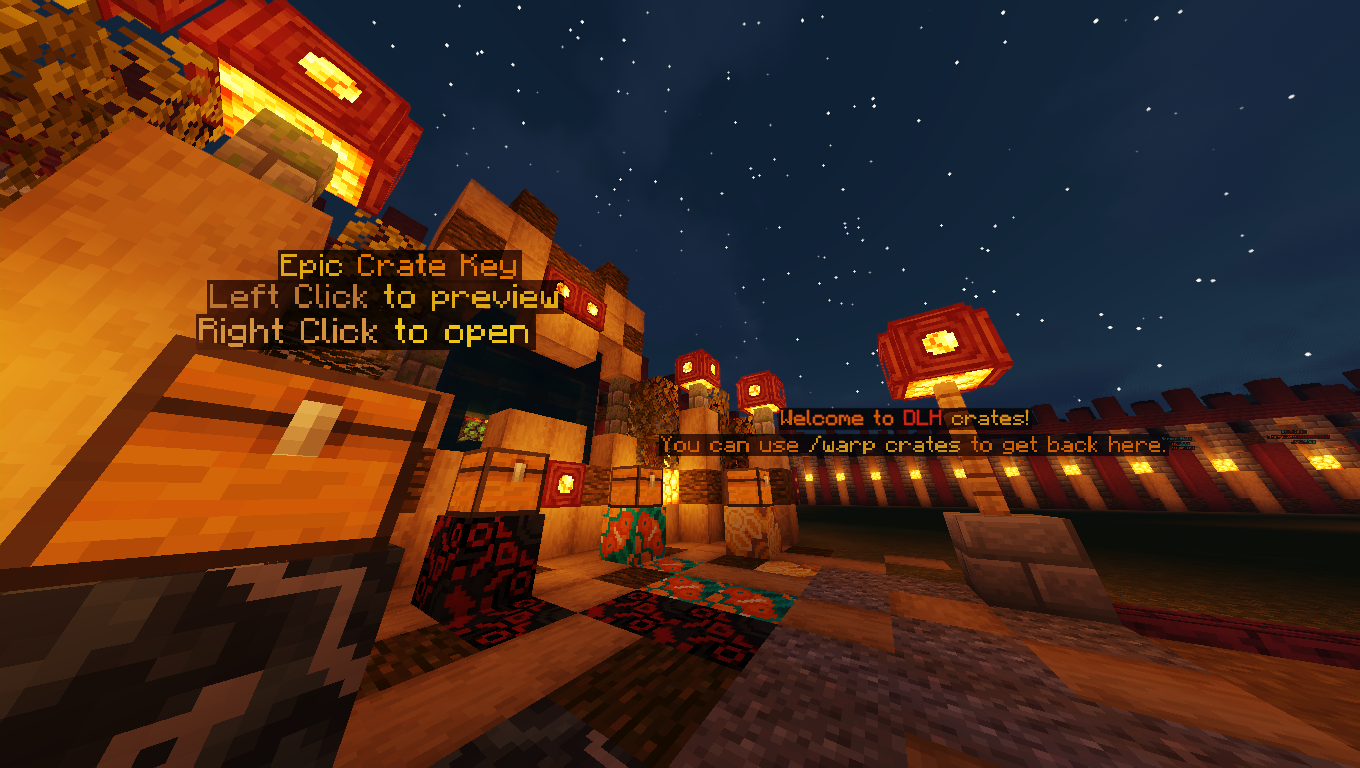 Epic Crate Key
Left Click to preview
Right Click to open
Welcome to DLH crates!
You can use /warp crates to get back here.